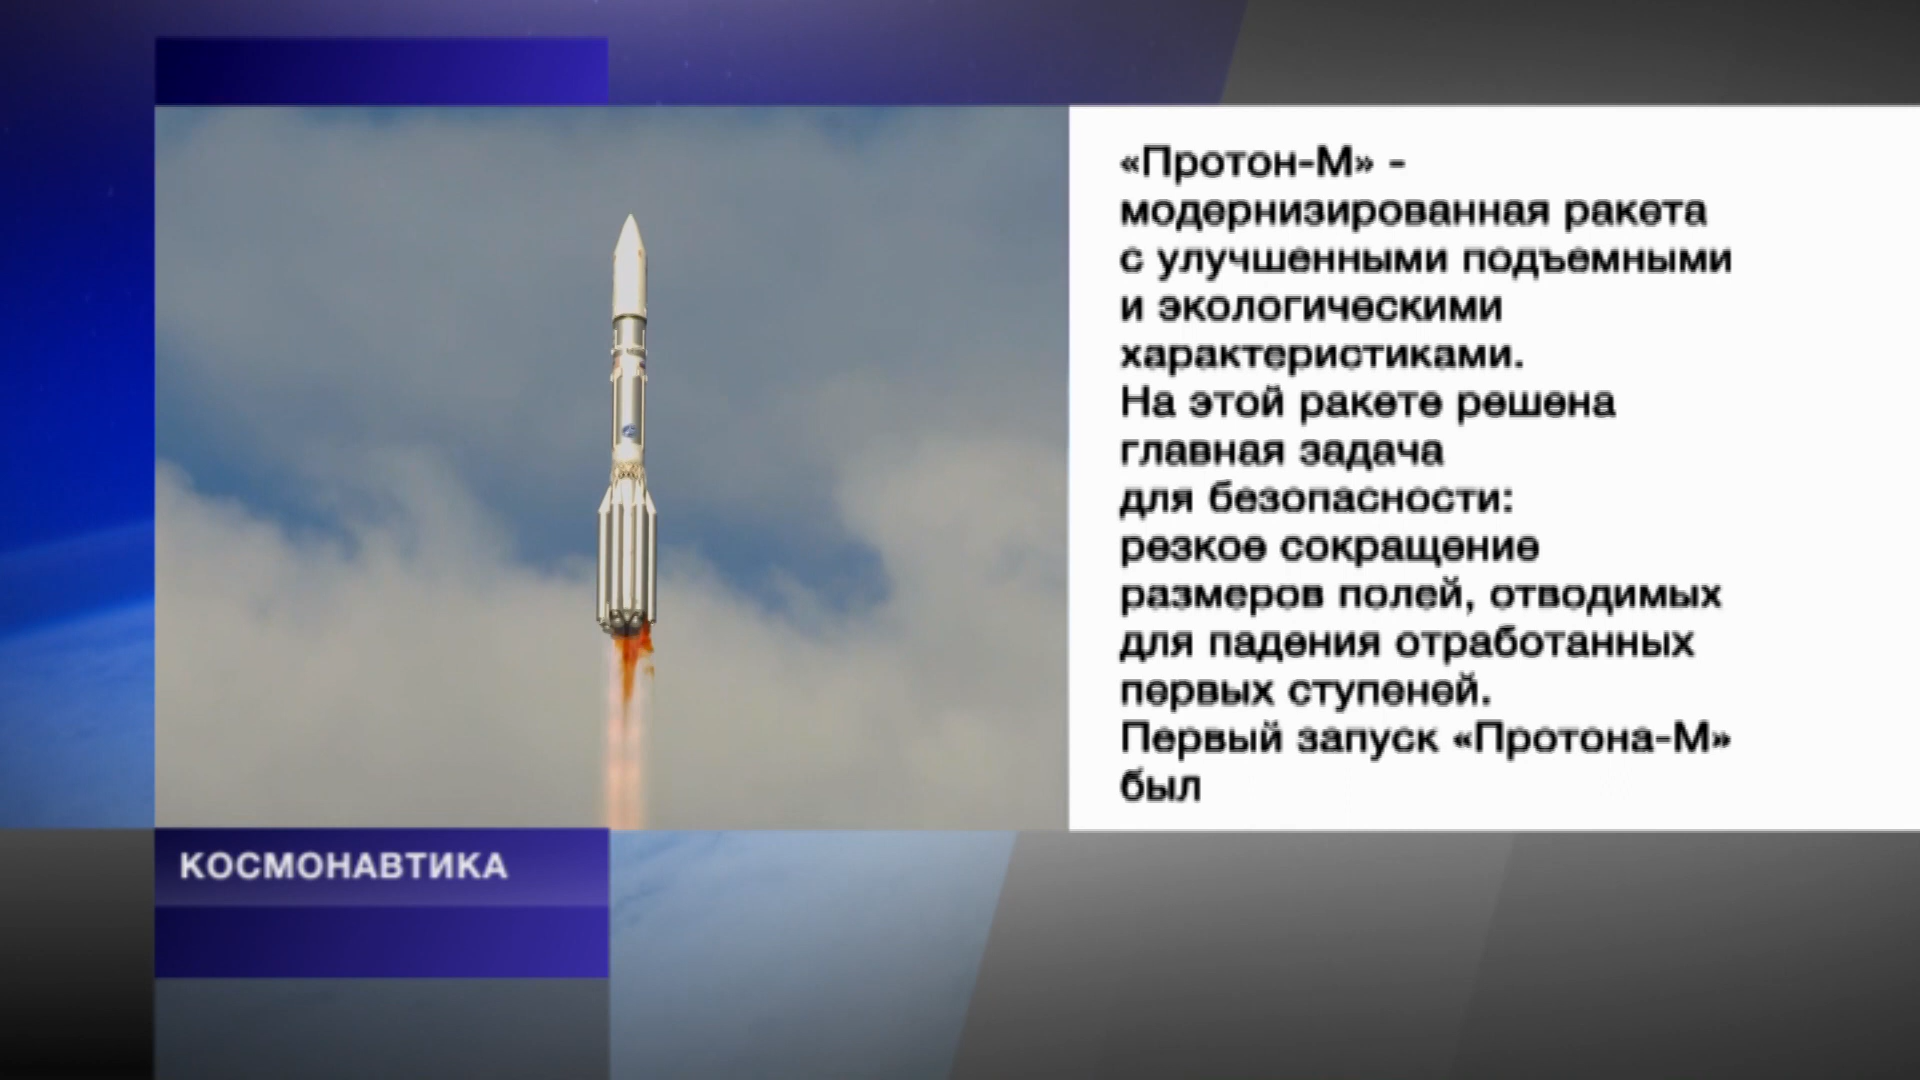 «Протон-М» -
модернизированная ракета
с улучшенными подъемными
и экологическими
характеристиками.
На этой ракете решена
главная задача
для безопасности:
резкое сокращение
размеров полей, отводимых
для падения отработанных
первых ступеней.
Первый запуск «Протона-М»
был
КОСМОНАВТИКА